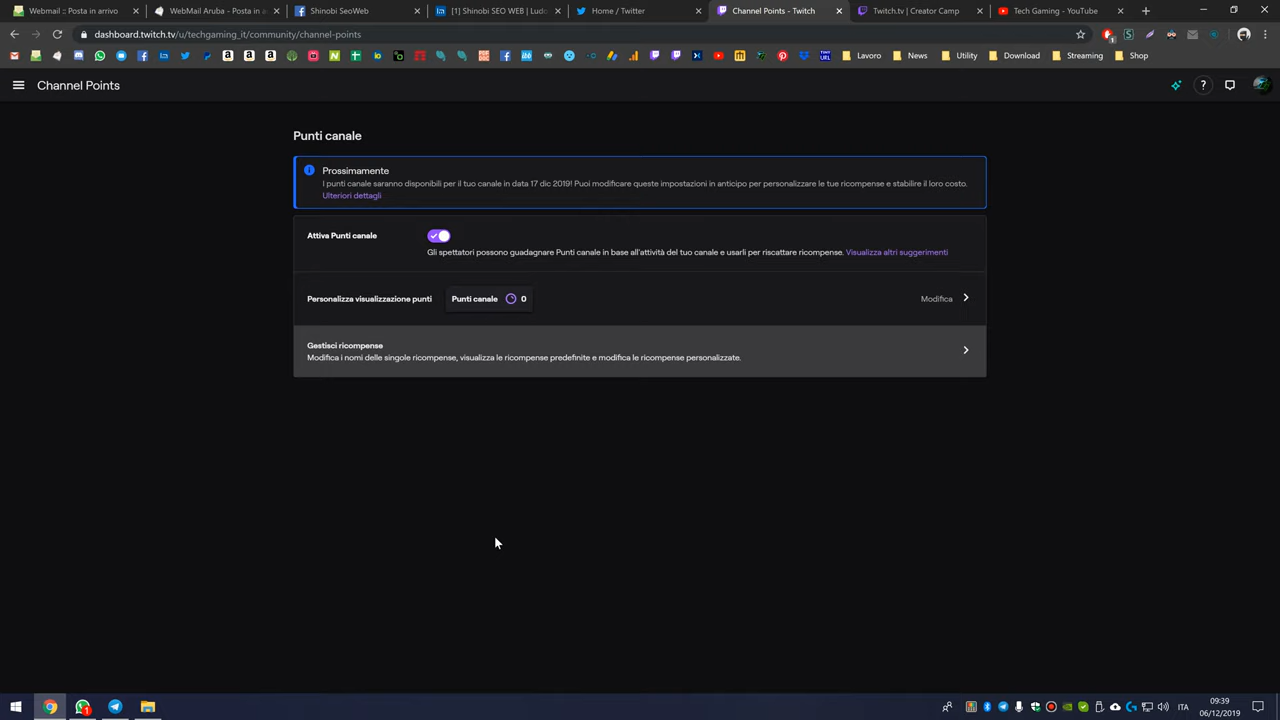 Webmail :: Posta in arrivo
WebMail Aruba - Posta in a
Shinobi SeoWeb
[1] Shinobi SEO WEB | Ludo
Home / Twitter
Channel Points - Twitch
Twitch.tv | Creator Camp
Tech Gaming - YouTube
dashboard.twitch.tv/u/techgaming_it/community/channel-points
Lavoro
News
Utility
Download
Streaming
Shop
Channel Points
Punti canale
Prossimamente
I punti canale saranno disponibili per il tuo canale in data 17 dic 2019! Puoi modificare queste impostazioni in anticipo per personalizzare le tue ricompense e stabilire il loro costo.
Ulteriori dettagli
Attiva Punti canale
Gli spettatori possono guadagnare Punti canale in base all'attività del tuo canale e usarli per riscattare ricompense. Visualizza altri suggerimenti
Personalizza visualizzazione punti
Punti canale 0
Modifica
Gestisci ricompense
Modifica i nomi delle singole ricompense, visualizza le ricompense predefinite e modifica le ricompense personalizzate.
ITA
09:39
06/12/2019